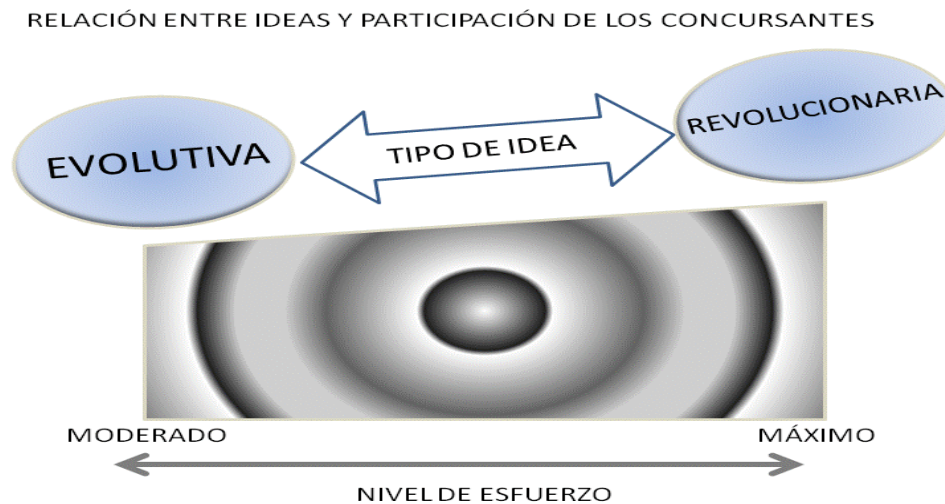 RELACIÓN ENTRE IDEAS Y PARTICIPACIÓN DE LOS CONCURSANTES
EVOLUTIVA
TIPO DE IDEA
REVOLUCIONARIA
MODERADO
MÁXIMO
NIVEL DE ESFUERZO